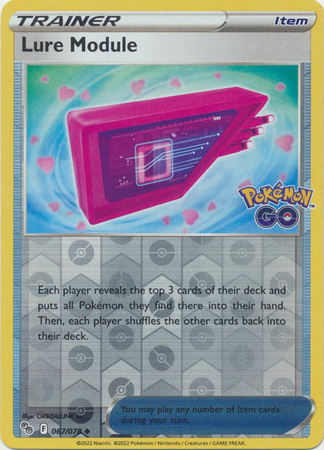 TRAINER
Item
Lure Module
Pokémon
GO
Each player reveals the top 3 cards of their deck and
puts all Pokémon they find there into their hand.
Then, each player shuffles the other cards back into
their deck.
Illus. ORBITALLINK
F 067/078
You may play any number of Item cards
during your turn.
©2022 Niantic. ©2022 Pokémon / Nintendo / Creatures / GAME FREAK.